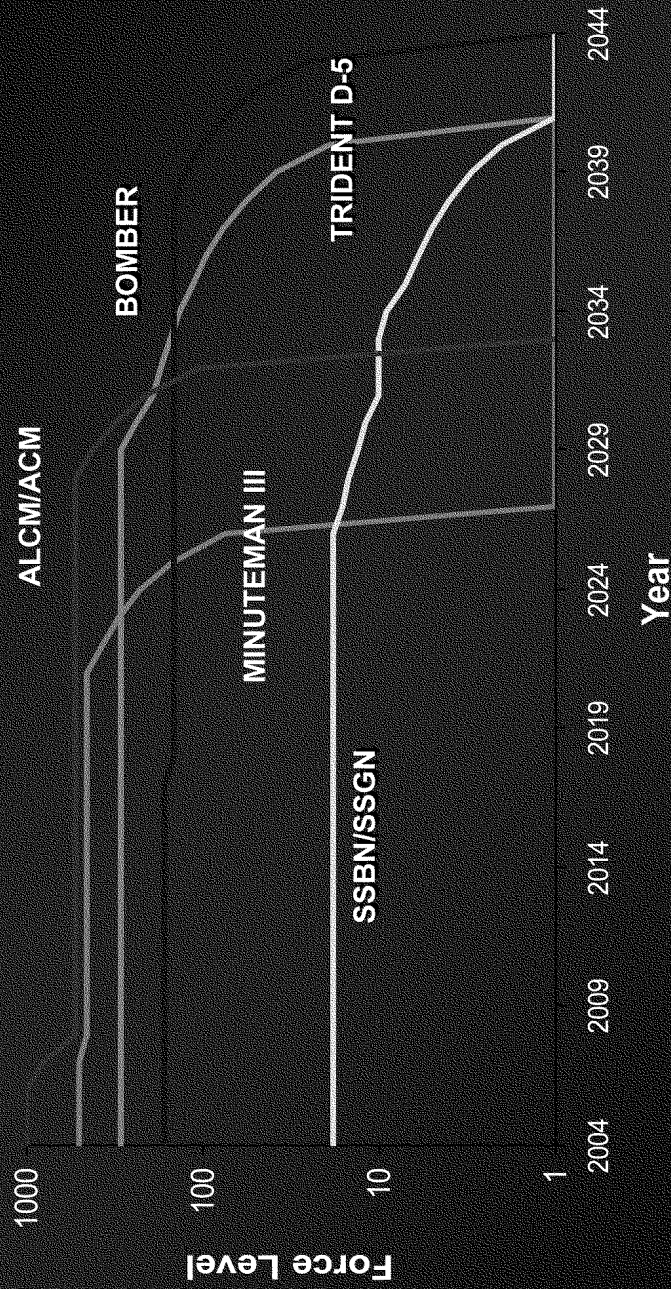 ALCM/ACM
BOMBER
TRIDENT D-5
MINUTEMAN III
SSBN/SSGN
Force Level
1000
100
10
1
2004
2009
2014
2019
2024
2029
2034
2039
2044
Year